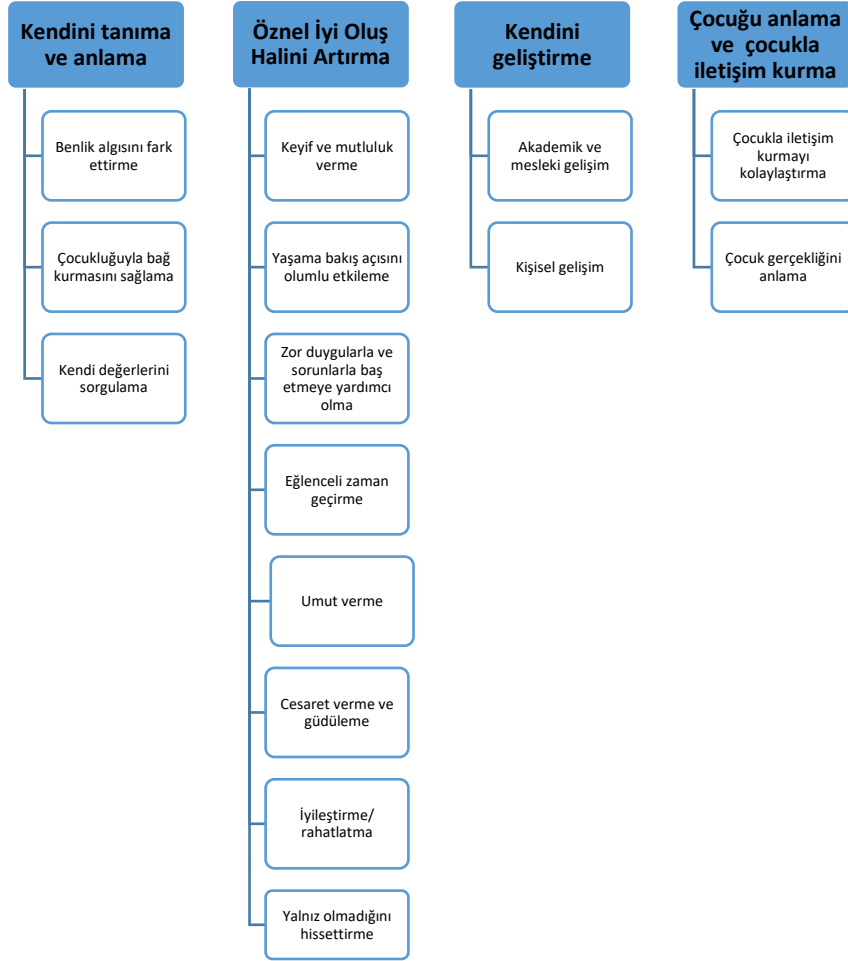 Kendini tanıma
ve anlama
Benlik algısını fark
ettirme
Çocukluğuyla bağ
kurmasını sağlama
Kendi değerlerini
sorgulama
Öznel İyi Oluş
Halini Artırma
Keyif ve mutluluk
verme
Yaşama bakış açısını
olumlu etkileme
Zor duygularla ve
sorunlarla baş
etmeye yardımcı
olma
Eğlenceli zaman
geçirme
Umut verme
Cesaret verme ve
güdüleme
İyileştirme/
rahatlatma
Yalnız olmadığını
hissettirme
Kendini
geliştirme
Akademik ve
mesleki gelişim
Kişisel gelişim
Çocuğu anlama
ve çocukla
iletişim kurma
Çocukla iletişim
kurmayı
kolaylaştırma
Çocuk gerçekliğini
anlama